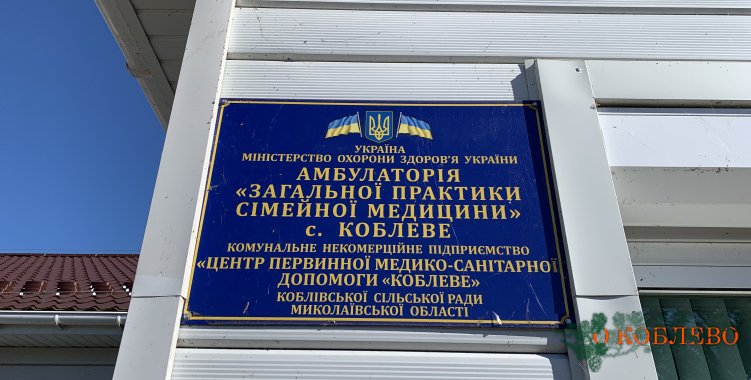 УКРАЇНА
МІНІСТЕРСТВО ОХОРОНИ ЗДОРОВ'Я УКРАЇНИ
АМБУЛАТОРІЯ
«ЗАГАЛЬНОЇ ПРАКТИКИ
СІМЕЙНОЇ МЕДИЦИНИ»
с. КОБЛЕВЕ
КОМУНАЛЬНЕ НЕКОМЕРЦІЙНЕ ПІДПРИЄМСТВО
«ЦЕНТР ПЕРВИННОЇ МЕДИКО-САНІТАРНОЇ
ДОПОМОГИ «КОБЛЕВЕ»
КОБЛІВСЬКОЇ СІЛЬСЬКОЇ РАДИ
МИКОЛАЇВСЬКОЇ ОБЛАСТІ
О КОБЛЕВО